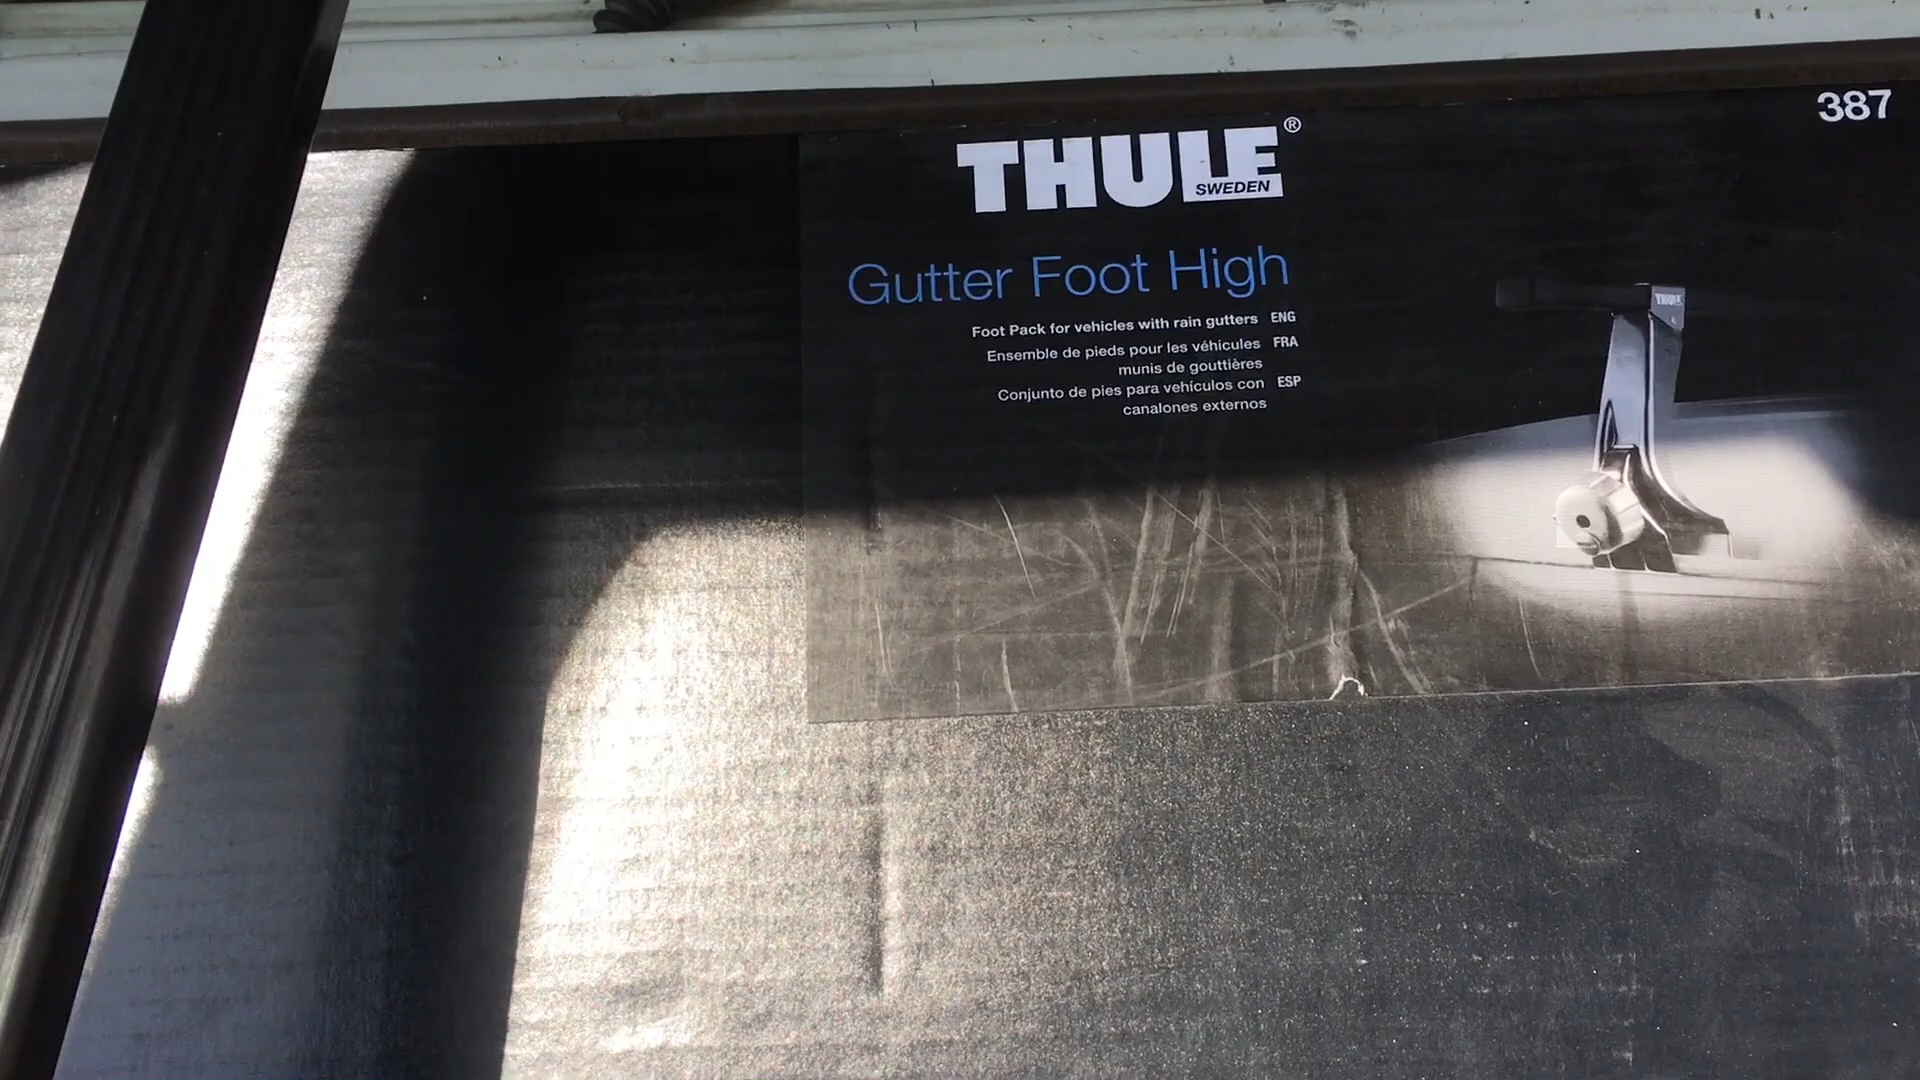 THULE®
SWEDEN
387
Gutter Foot High
Foot Pack for vehicles with rain gutters ENG
Ensemble de pieds pour les véhicules FRA
munis de gouttières
Conjunto de pies para vehículos con ESP
canalones externos
THULE